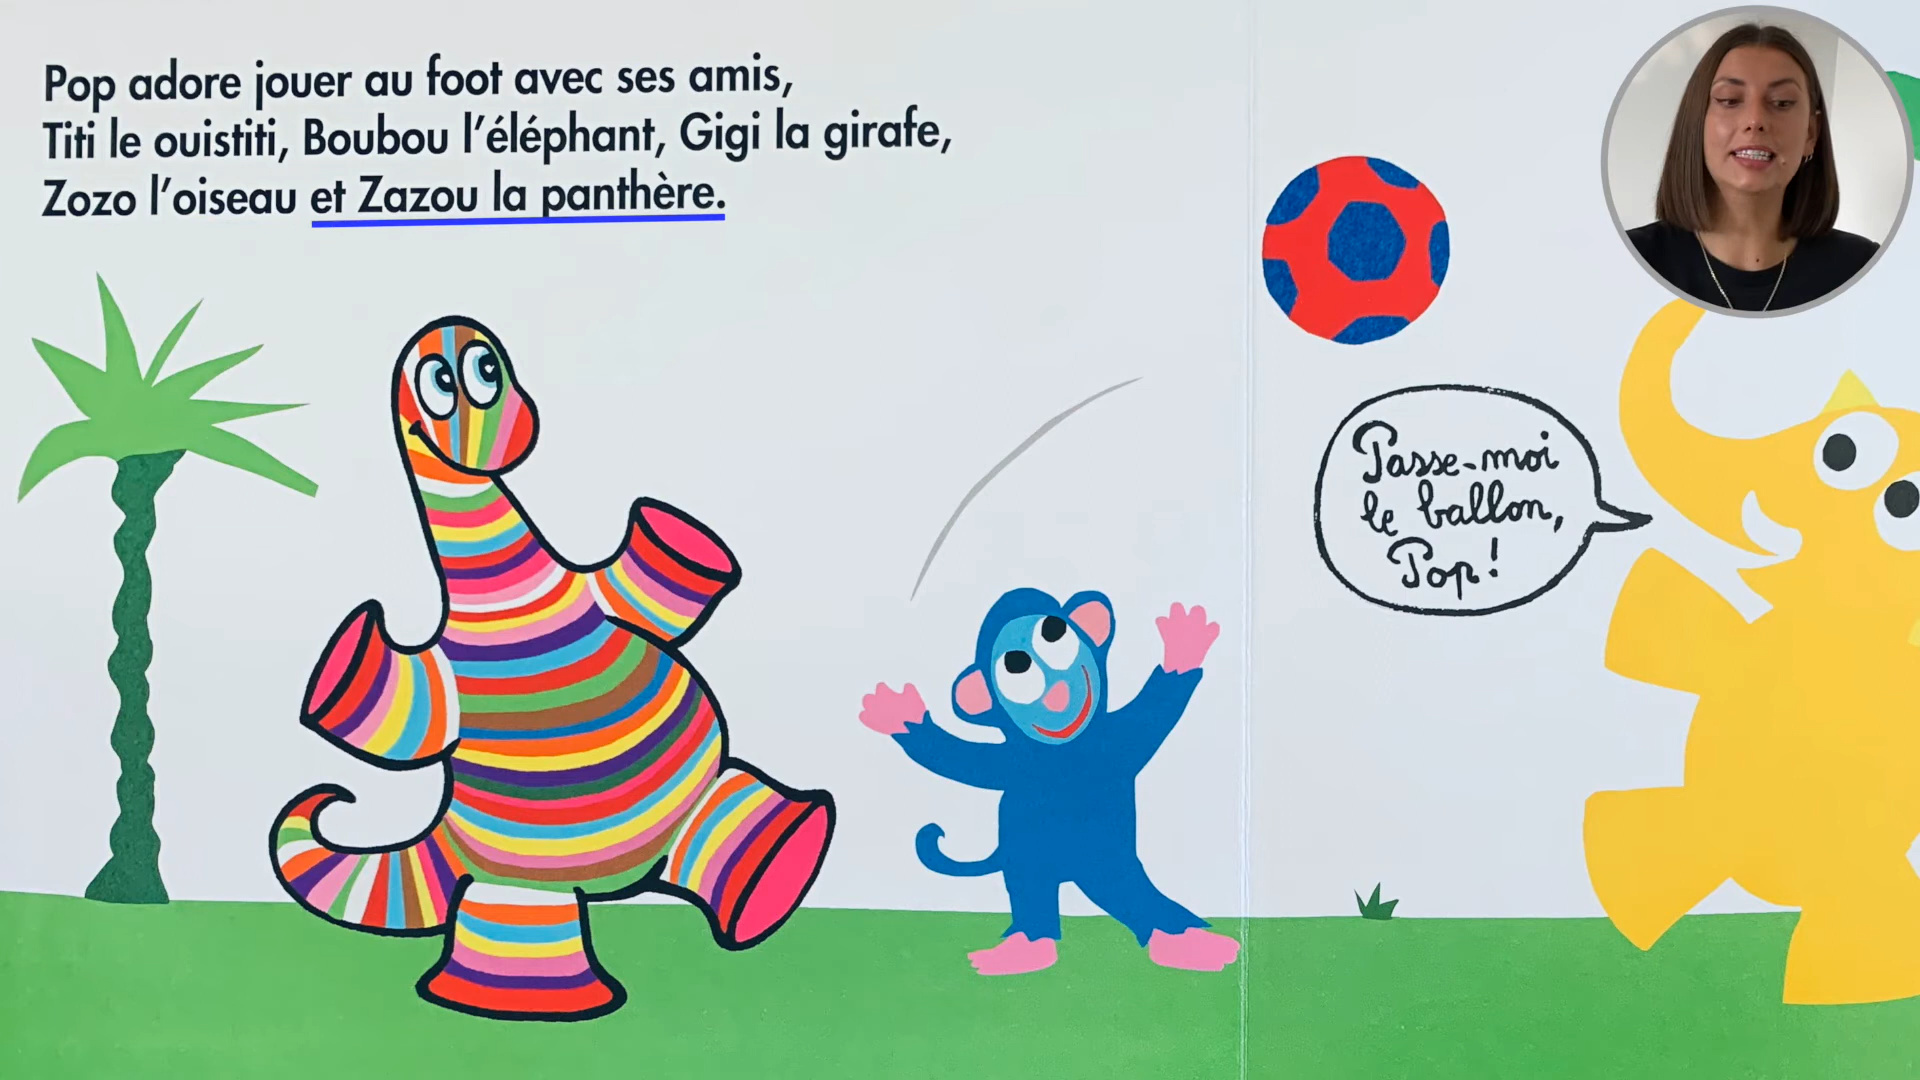 Pop adore jouer au foot avec ses amis,
Titi le ouistiti, Boubou l'éléphant, Gigi la girafe,
Zozo l'oiseau et Zazou la panthère.
Passe-moi
le ballon,
Pop!